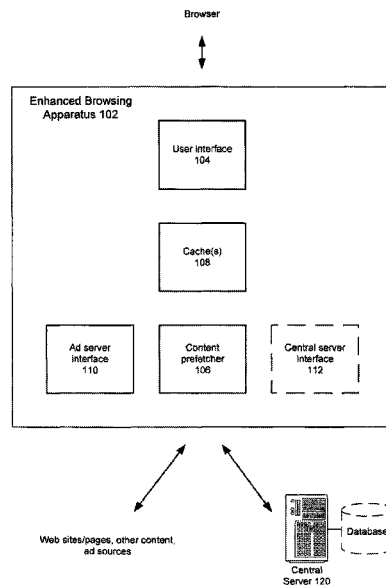 Browser
Enhanced Browsing
Apparatus 102
User interface
104
Cache(s)
108
Ad server
interface
110
Content
prefetcher
106
Central server
interface
112
Web sites/pages, other content,
ad sources
Database
Central
Server 120